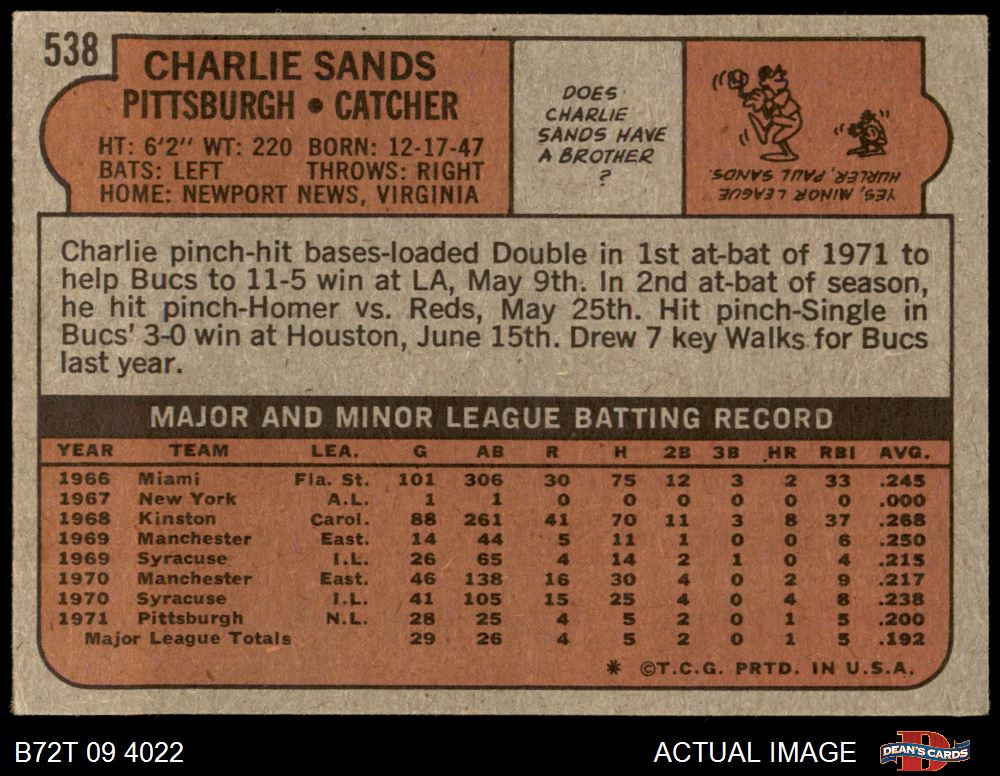 538
CHARLIE SANDS
PITTSBURGH • CATCHER
HT: 6'2" WT: 220 BORN: 12-17-47
BATS: LEFT THROWS: RIGHT
HOME: NEWPORT NEWS, VIRGINIA
DOES
CHARLIE
SANDS HAVE
A BROTHER
?
YES, MINOR LEAGUE
HURLER, PAUL SANDS.
Charlie pinch-hit bases-loaded Double in 1st at-bat of 1971 to
help Bucs to 11-5 win at LA, May 9th. In 2nd at-bat of season,
he hit pinch-Homer vs. Reds, May 25th. Hit pinch-Single in
Bucs' 3-0 win at Houston, June 15th. Drew 7 key Walks for Bucs
last year.
MAJOR AND MINOR LEAGUE BATTING RECORD
YEAR TEAM LEA. G AB R H 2B 3B HR RBI AVG.
1966 Miami Fla. St. 101 306 30 75 12 3 2 33 .245
1967 New York A.L. 1 1 0 0 0 0 0 0 .000
1968 Kinston Carol. 88 261 41 70 11 3 8 37 .268
1969 Manchester East. 14 44 5 11 1 0 0 6 .250
1969 Syracuse I.L. 26 65 4 14 2 1 0 4 .215
1970 Manchester East. 46 138 16 30 4 0 2 9 .217
1970 Syracuse I.L. 41 105 15 25 4 0 4 8 .238
1971 Pittsburgh N.L. 28 25 4 5 2 0 1 5 .200
Major League Totals 29 26 4 5 2 0 1 5 .192
* ©T.C.G. PRTD. IN U.S.A.
B72T 09 4022
ACTUAL IMAGE
D
DEAN'S CARDS